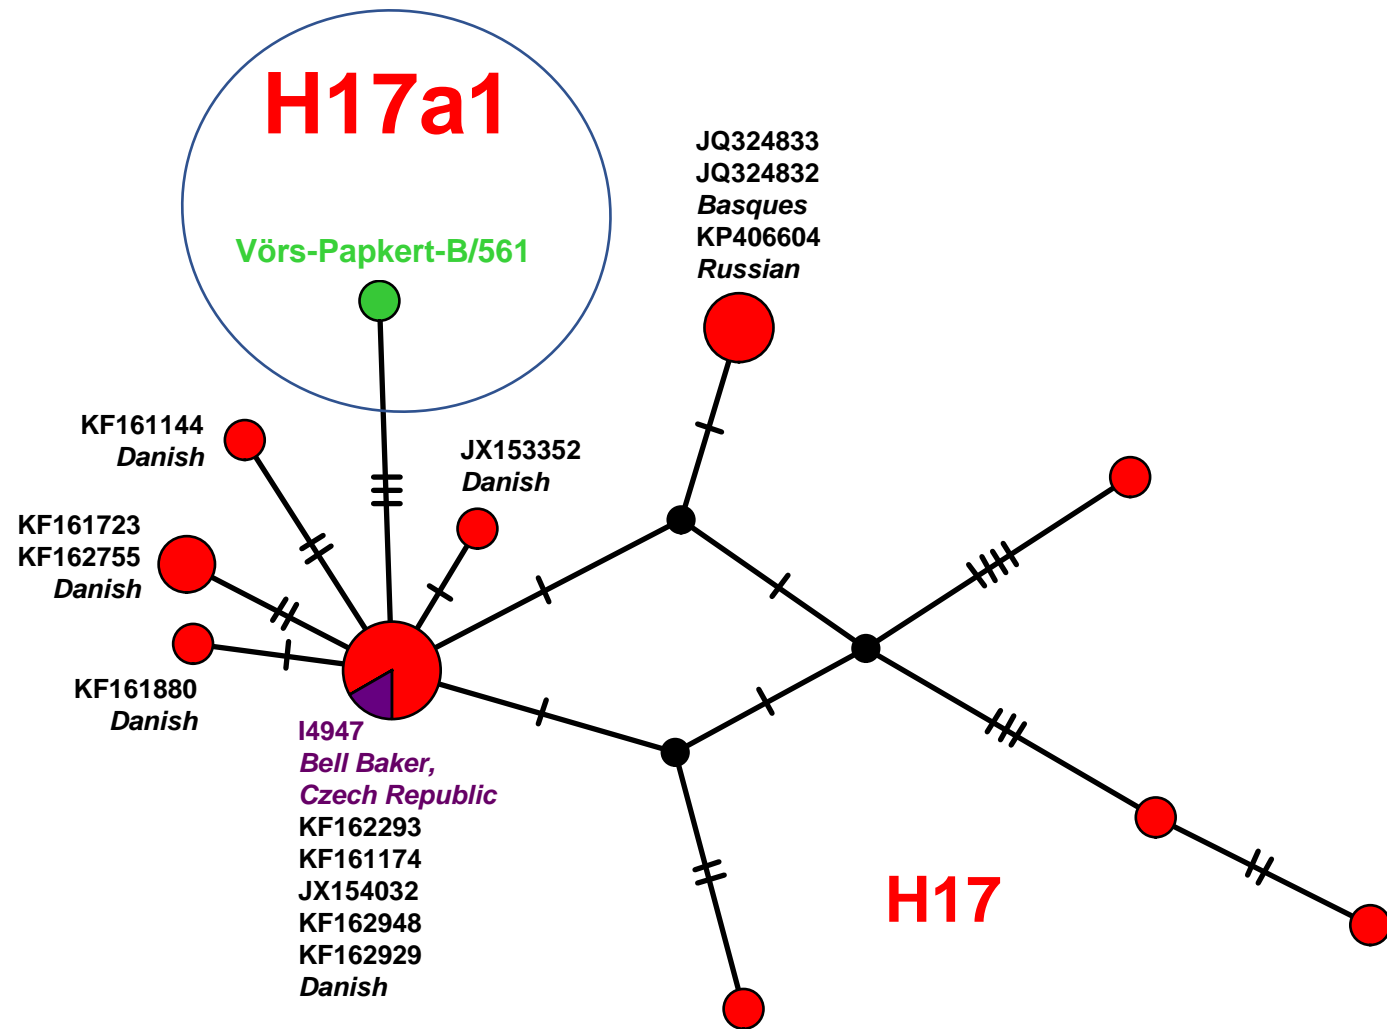 H17a1
Vörs-Papkert-B/561
JQ324833
JQ324832
Basques
KP406604
Russian
KF161144
Danish
JX153352
Danish
KF161723
KF162755
Danish
KF161880
Danish
I4947
Bell Baker,
Czech Republic
KF162293
KF161174
JX154032
KF162948
KF162929
Danish
H17